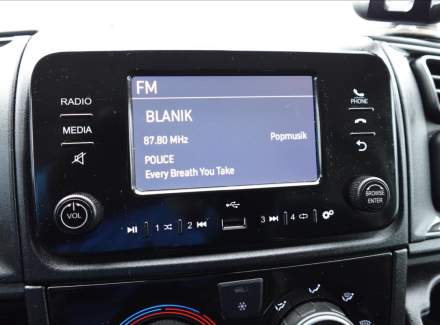 FM
BLANIK
87.80 MHz Popmusik
POLICE
Every Breath You Take
RADIO
MEDIA
VOL
1 2 3 4
PHONE
BROWSE
ENTER